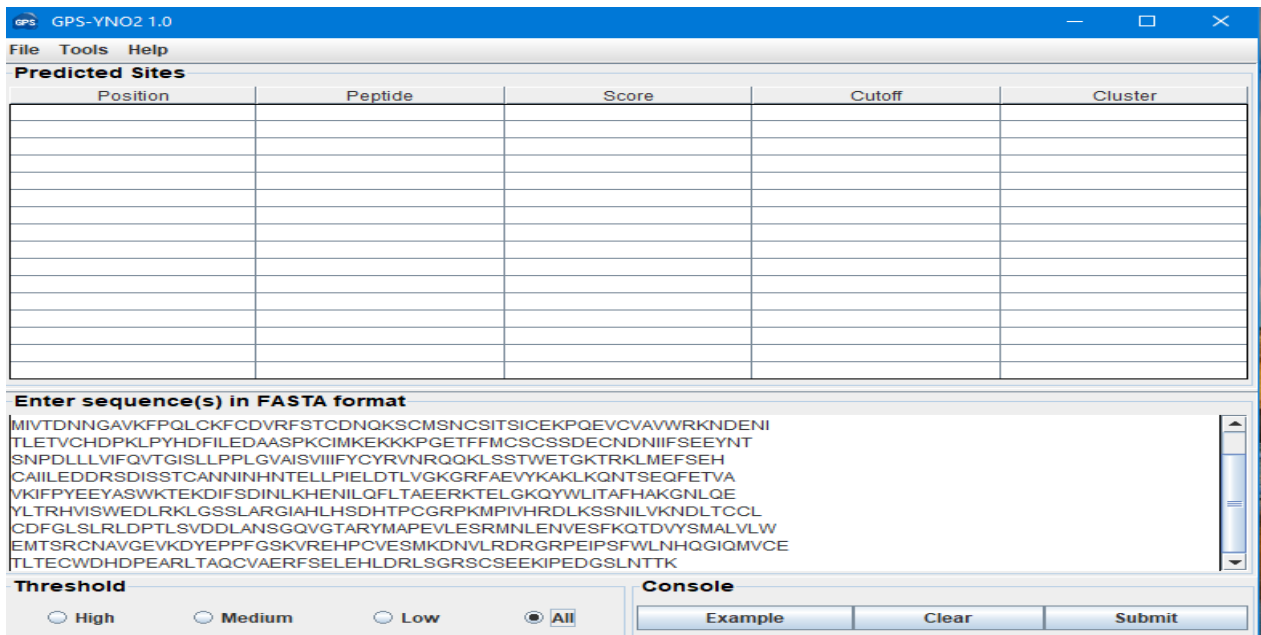 GPS GPS-YNO2 1.0
File Tools Help
Predicted Sites
Position Peptide Score Cutoff Cluster
Enter sequence(s) in FASTA format
MIVTDNNGAVKFPQLCKFCDVRFSTCDNQKSCMSNCSITSICEKPQEVCVAVWRKNDENI
TLETVCHDPKLPYHDFILEDAASPKCIMKEKKKPGETFFMCSCSSDECNDNIIFSEEYNT
SNPDLLLVIFQVTGISLLPPLGVAISVIIIFYCYRVNRQQKLSSTWETGKTRKLMEFSEH
CAIILEDDRSDISSTCANNINHNTELLPIELDTLVGKGRFAEVYKAKLKQNTSEQFETVA
VKIFPYEEYASWKTEKDIFSDINLKHENILQFLTAEERKTELGKQYWLITAFHAKGNLQE
YLTRHVISWEDLRKLGSSLARGIAHLHSDHTPCGRPKMPIVHRDLKSSNILVKNDLTCCL
CDFGLSLRLDPTLSVDDLANSGQVGTARYMAPEVLESRMNLENVESFKQTDVYSMALVLW
EMTSRCNAVGEVKDYEPPFGSKVREHPCVESMKDNVLRDRGRPEIPSFWLNHQGIQMVCE
TLTECWDHDPEARLTAQCVAERFSELEHLDRLSGRSCSEEKIPEDGSLNTTK
Threshold Console
High Medium Low All Example Clear Submit